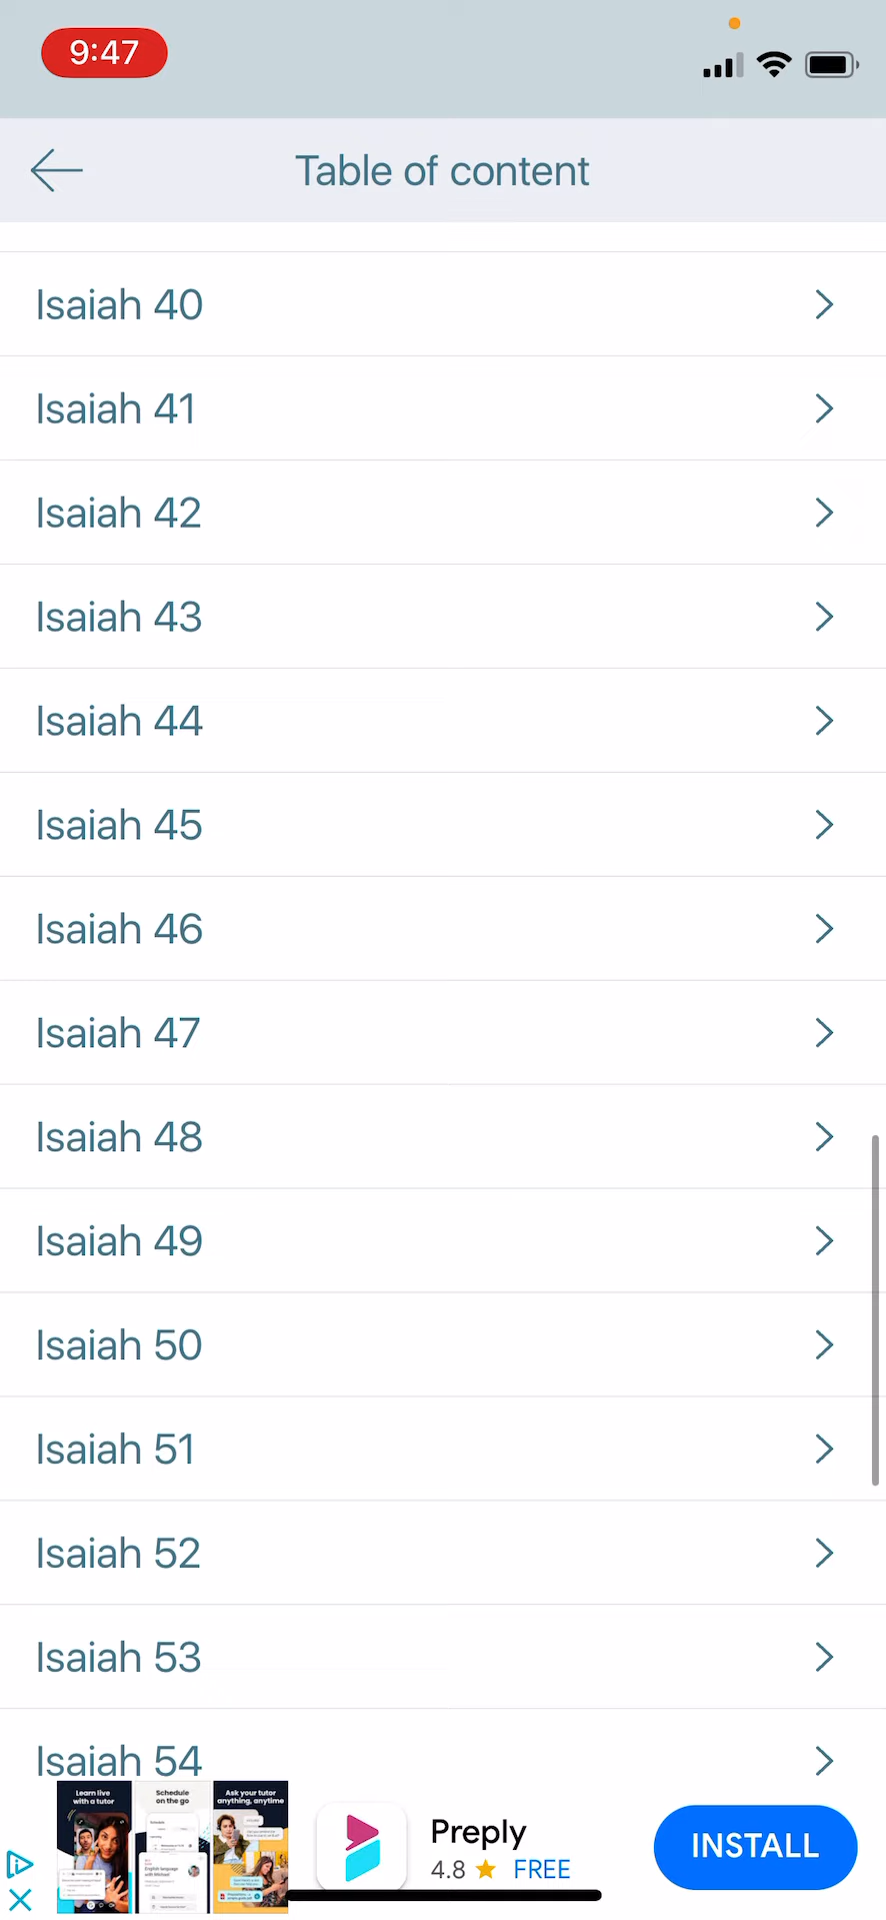 9:47
Table of content
Isaiah 40
Isaiah 41
Isaiah 42
Isaiah 43
Isaiah 44
Isaiah 45
Isaiah 46
Isaiah 47
Isaiah 48
Isaiah 49
Isaiah 50
Isaiah 51
Isaiah 52
Isaiah 53
Isaiah 54
Learn live
with a tutor
Schedule
on the go
Ask your tutor
anything, anytime
Preply
4.8 ★ FREE
INSTALL